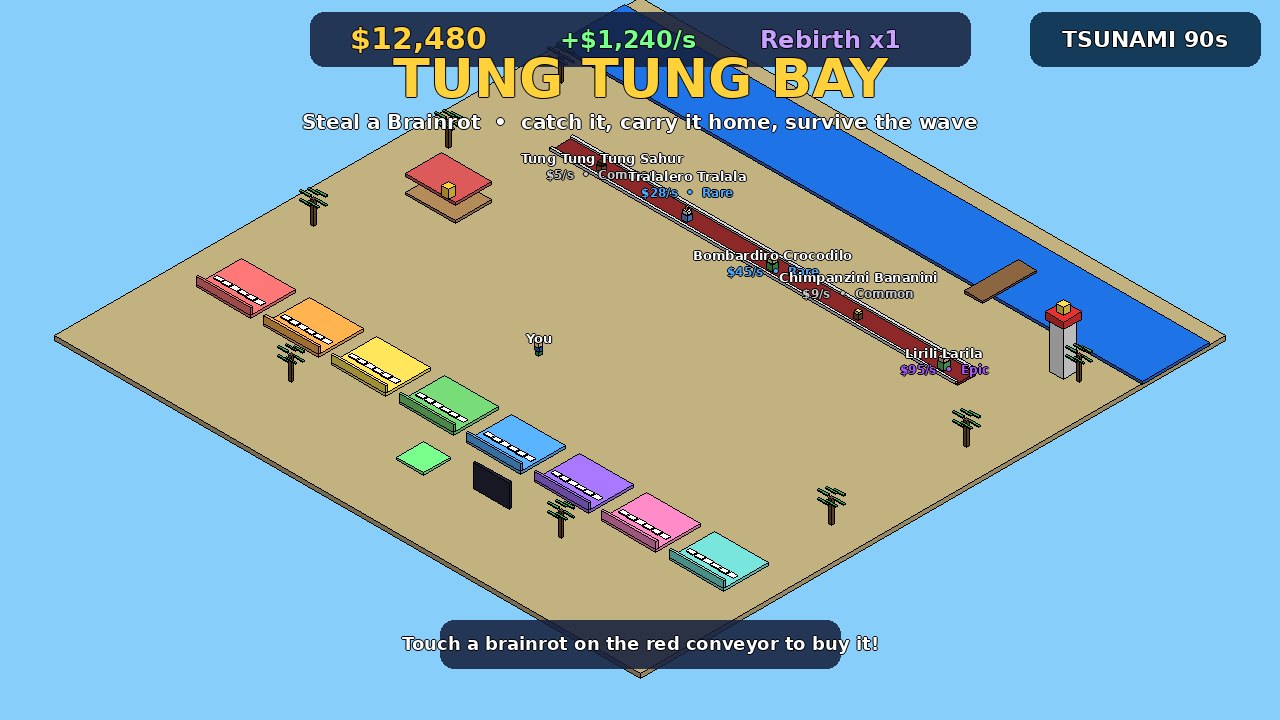 $12,480 +$1,240/s Rebirth x1 TSUNAMI 90s
TUNG TUNG BAY
Steal a Brainrot • catch it, carry it home, survive the wave
Tung Tung Tung Sahur
$5/s • Com
Tralalero Tralala
$28/s • Rare
Bombardiro Crocodilo
$45/s • Rare
Chimpanzini Bananini
$9/s • Common
You
Lirili Larila
$95/s • Epic
Touch a brainrot on the red conveyor to buy it!